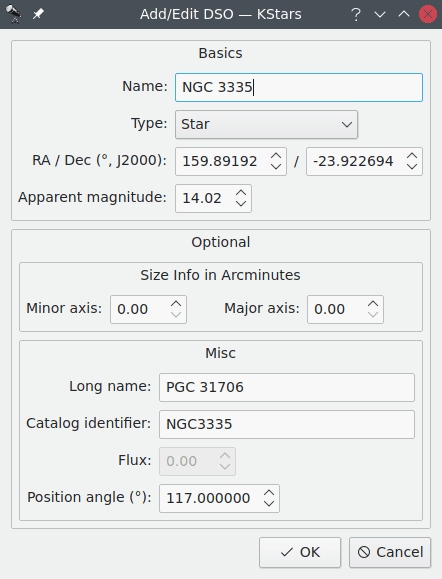 Add/Edit DSO — KStars
Basics
Name: NGC 3335
Type: Star
RA / Dec (°, J2000): 159.89192 / -23.922694
Apparent magnitude: 14.02
Optional
Size Info in Arcminutes
Minor axis: 0.00 Major axis: 0.00
Misc
Long name: PGC 31706
Catalog identifier: NGC3335
Flux: 0.00
Position angle (°): 117.000000
OK Cancel